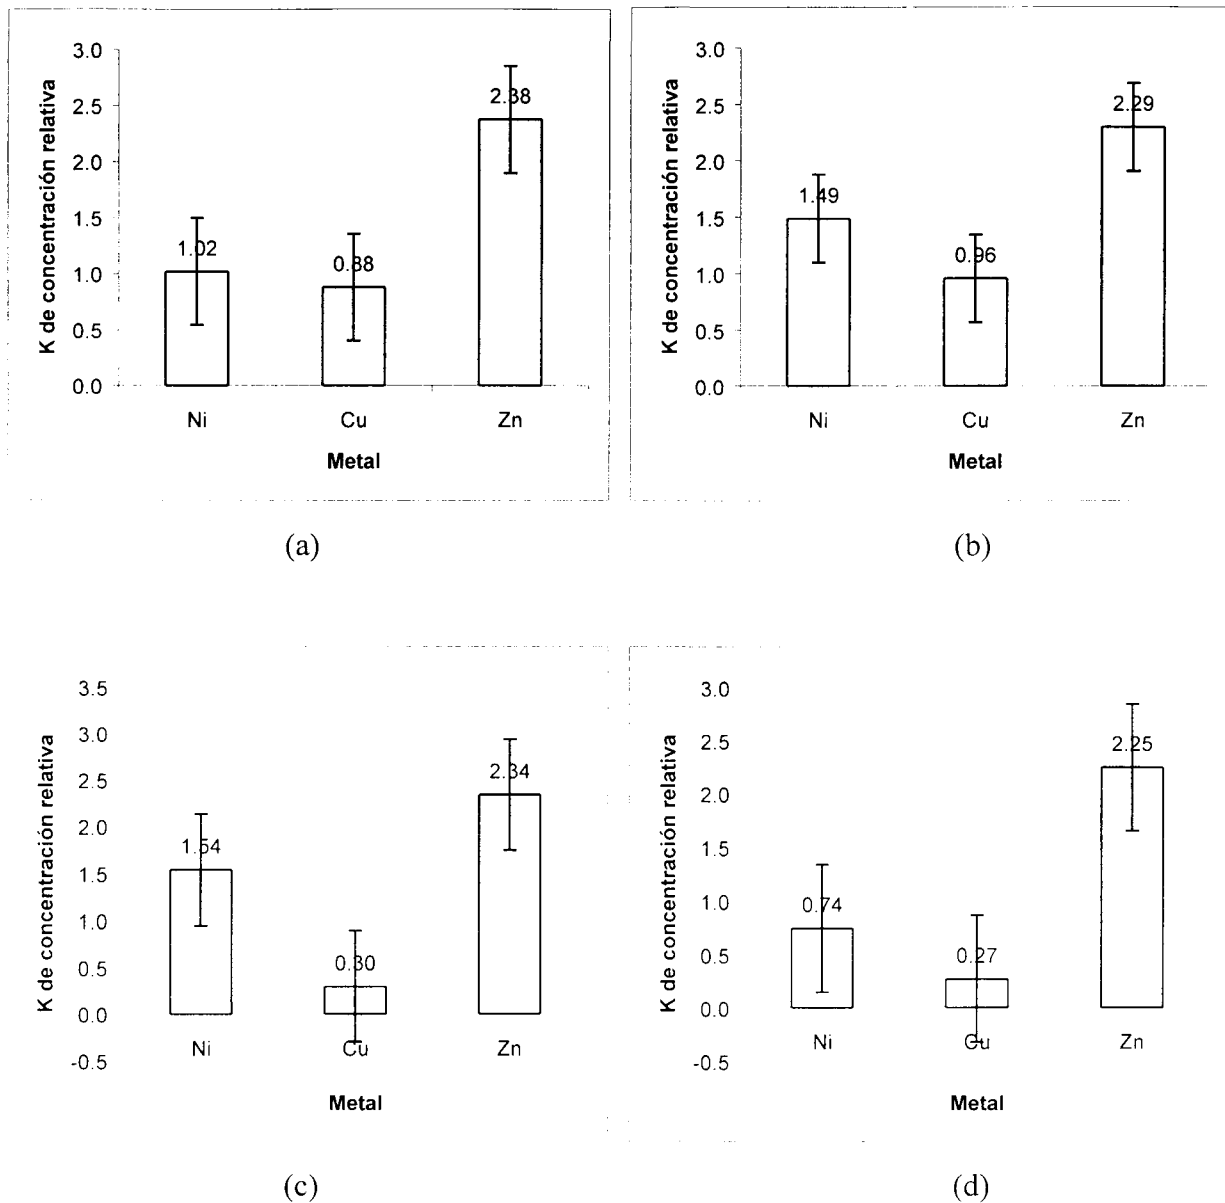 3.0
2.5
2.0
1.5
1.0
0.5
0.0
K de concentración relativa
1.02
0.88
2.38
Ni Cu Zn
Metal
(a)
3.0
2.5
2.0
1.5
1.0
0.5
0.0
K de concentración relativa
1.49
0.96
2.29
Ni Cu Zn
Metal
(b)
3.5
3.0
2.5
2.0
1.5
1.0
0.5
0.0
-0.5
K de concentración relativa
1.54
0.30
2.34
Ni Cu Zn
Metal
(c)
3.0
2.5
2.0
1.5
1.0
0.5
0.0
-0.5
K de concentración relativa
0.74
0.27
2.25
Ni Cu Zn
Metal
(d)